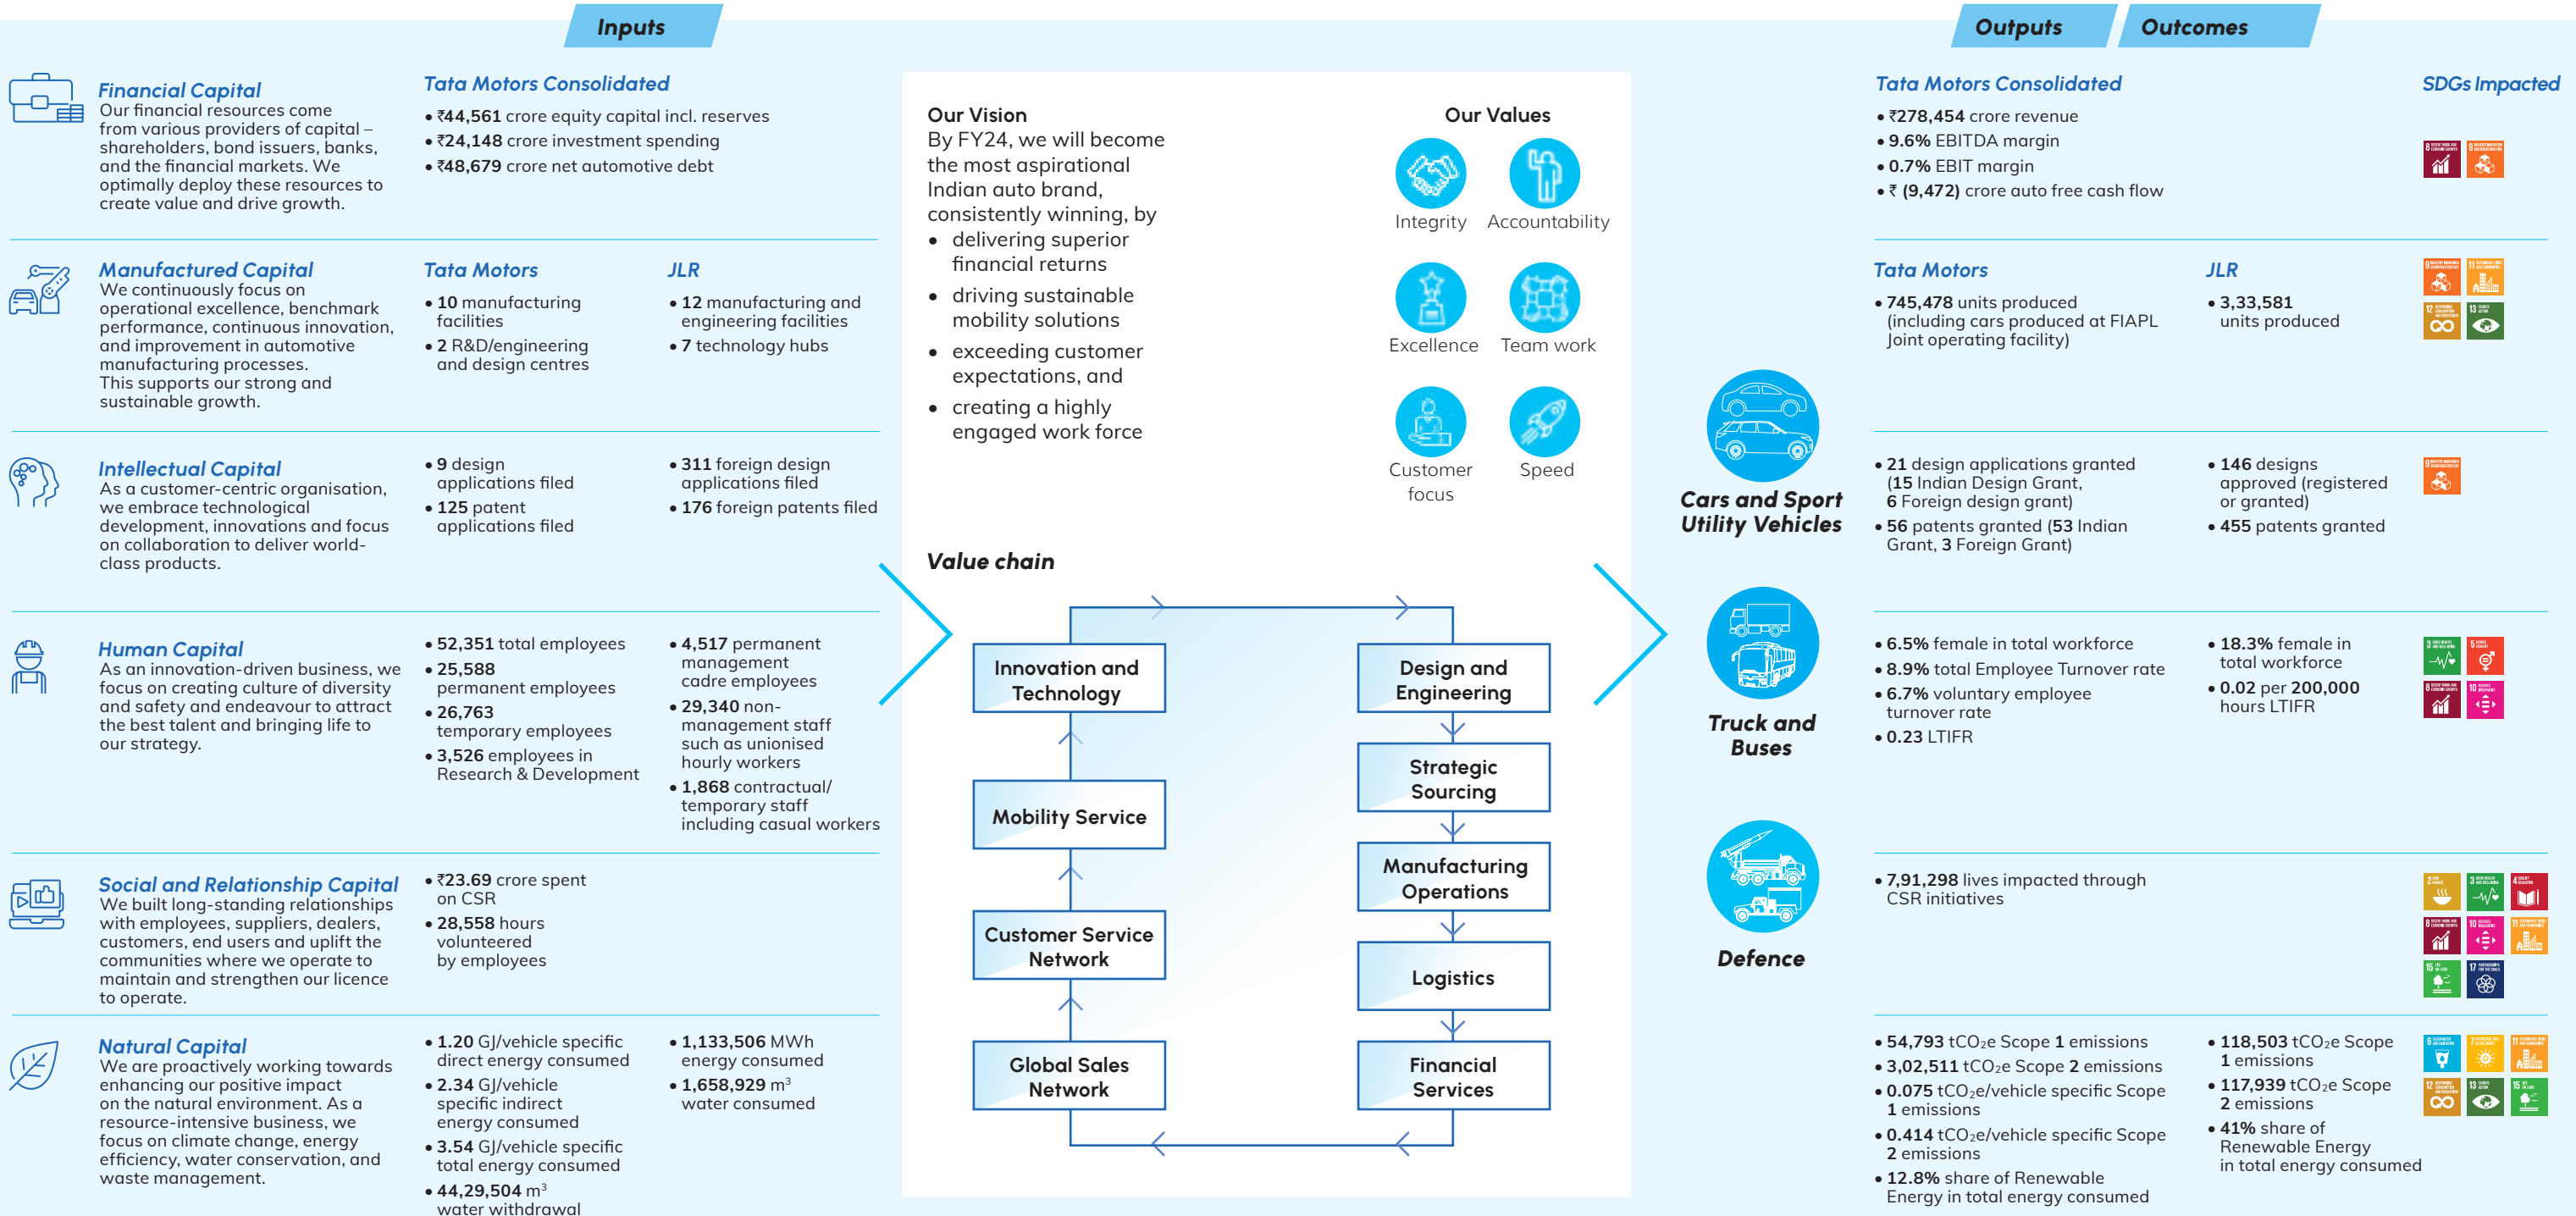 Inputs
Outputs
Outcomes
Financial Capital
Our financial resources come
from various providers of capital –
shareholders, bond issuers, banks,
and the financial markets. We
optimally deploy these resources to
create value and drive growth.
Tata Motors Consolidated
• ₹44,561 crore equity capital incl. reserves
• ₹24,148 crore investment spending
• ₹48,679 crore net automotive debt
Manufactured Capital
We continuously focus on
operational excellence, benchmark
performance, continuous innovation,
and improvement in automotive
manufacturing processes.
This supports our strong and
sustainable growth.
Tata Motors
• 10 manufacturing
facilities
• 2 R&D/engineering
and design centres
JLR
• 12 manufacturing and
engineering facilities
• 7 technology hubs
Intellectual Capital
As a customer-centric organisation,
we embrace technological
development, innovations and focus
on collaboration to deliver world-
class products.
• 9 design
applications filed
• 125 patent
applications filed
• 311 foreign design
applications filed
• 176 foreign patents filed
Human Capital
As an innovation-driven business, we
focus on creating culture of diversity
and safety and endeavour to attract
the best talent and bringing life to
our strategy.
• 52,351 total employees
• 25,588
permanent employees
• 26,763
temporary employees
• 3,526 employees in
Research & Development
• 4,517 permanent
management
cadre employees
• 29,340 non-
management staff
such as unionised
hourly workers
• 1,868 contractual/
temporary staff
including casual workers
Social and Relationship Capital
We built long-standing relationships
with employees, suppliers, dealers,
customers, end users and uplift the
communities where we operate to
maintain and strengthen our licence
to operate.
• ₹23.69 crore spent
on CSR
• 28,558 hours
volunteered
by employees
Natural Capital
We are proactively working towards
enhancing our positive impact
on the natural environment. As a
resource-intensive business, we
focus on climate change, energy
efficiency, water conservation, and
waste management.
• 1.20 GJ/vehicle specific
direct energy consumed
• 2.34 GJ/vehicle
specific indirect
energy consumed
• 3.54 GJ/vehicle specific
total energy consumed
• 44,29,504 m³
water withdrawal
• 1,133,506 MWh
energy consumed
• 1,658,929 m³
water consumed
Our Vision
By FY24, we will become
the most aspirational
Indian auto brand,
consistently winning, by
• delivering superior
financial returns
• driving sustainable
mobility solutions
• exceeding customer
expectations, and
• creating a highly
engaged work force
Our Values
Integrity
Accountability
Excellence
Team work
Customer
focus
Speed
Value chain
Innovation and
Technology
Mobility Service
Customer Service
Network
Global Sales
Network
Design and
Engineering
Strategic
Sourcing
Manufacturing
Operations
Logistics
Financial
Services
Cars and Sport
Utility Vehicles
Truck and
Buses
Defence
Tata Motors Consolidated
• ₹278,454 crore revenue
• 9.6% EBITDA margin
• 0.7% EBIT margin
• ₹ (9,472) crore auto free cash flow
SDGs Impacted
8
9
Tata Motors
• 745,478 units produced
(including cars produced at FIAPL
Joint operating facility)
JLR
• 3,33,581
units produced
9
11
12
13
• 21 design applications granted
(15 Indian Design Grant,
6 Foreign design grant)
• 56 patents granted (53 Indian
Grant, 3 Foreign Grant)
• 146 designs
approved (registered
or granted)
• 455 patents granted
9
• 6.5% female in total workforce
• 8.9% total Employee Turnover rate
• 6.7% voluntary employee
turnover rate
• 0.23 LTIFR
• 18.3% female in
total workforce
• 0.02 per 200,000
hours LTIFR
3
5
8
10
• 7,91,298 lives impacted through
CSR initiatives
2
3
4
8
10
11
15
17
• 54,793 tCO₂e Scope 1 emissions
• 3,02,511 tCO₂e Scope 2 emissions
• 0.075 tCO₂e/vehicle specific Scope
1 emissions
• 0.414 tCO₂e/vehicle specific Scope
2 emissions
• 12.8% share of Renewable
Energy in total energy consumed
• 118,503 tCO₂e Scope
1 emissions
• 117,939 tCO₂e Scope
2 emissions
• 41% share of
Renewable Energy
in total energy consumed
6
7
11
12
13
15